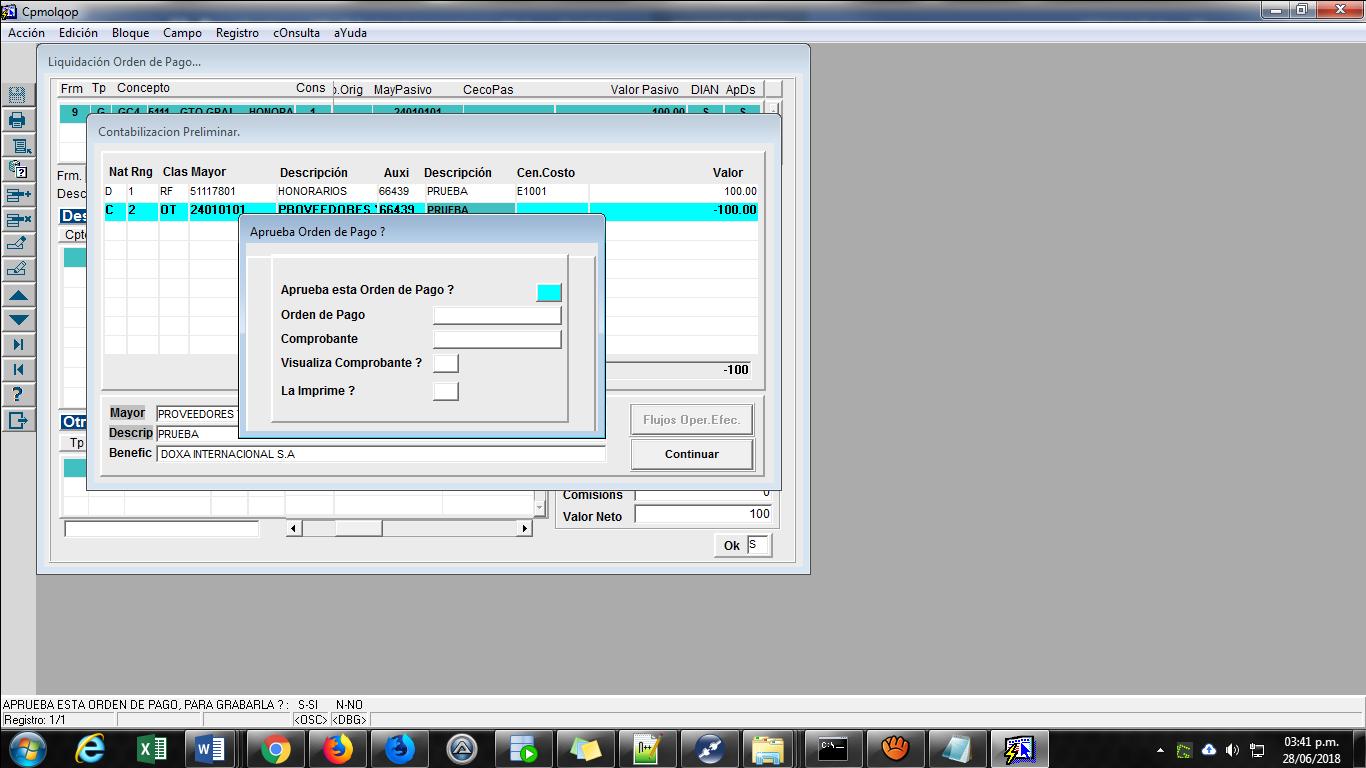 Cpmolqop
Acción Edición Bloque Campo Registro cOnsulta aYuda
Liquidación Orden de Pago...
Frm Tp Concepto Cons o.Orig MayPasivo CecoPas Valor Pasivo DIAN ApDs
9 G GC4 5111 GTO GRAL HONORA 1 24010101 100.00 S S
Contabilizacion Preliminar.
Nat Rng Clas Mayor Descripción Auxi Descripción Cen.Costo Valor
D 1 RF 51117801 HONORARIOS 66439 PRUEBA E1001 100.00
C 2 OT 24010101 PROVEEDORES ' 66439 PRUEBA -100.00
Frm.
Desc
Des
Cpto
Aprueba Orden de Pago ?
Aprueba esta Orden de Pago ?
Orden de Pago
Comprobante
Visualiza Comprobante ?
La Imprime ?
-100
Mayor PROVEEDORES
Descrip PRUEBA
Benefic DOXA INTERNACIONAL S.A
Flujos Oper.Efec.
Continuar
Otr
Tp
Comisions 0
Valor Neto 100
Ok S
APRUEBA ESTA ORDEN DE PAGO, PARA GRABARLA ? : S-SI N-NO
Registro: 1/1 <OSC> <DBG>
C:\
N++
03:41 p.m.
28/06/2018